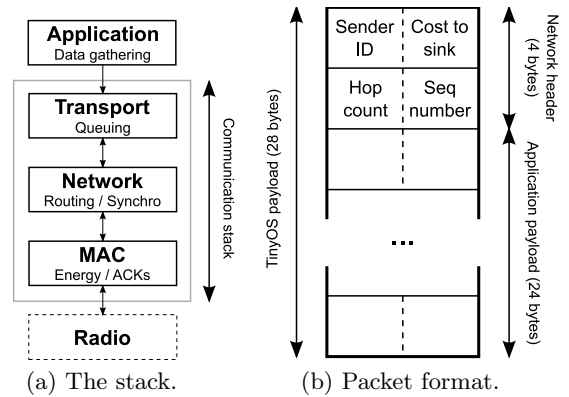 Application
Data gathering
Transport
Queuing
Network
Routing / Synchro
MAC
Energy / ACKs
Radio
Communication stack
(a) The stack.
TinyOS payload (28 bytes)
Sender
ID
Cost to
sink
Hop
count
Seq
number
...
Network header
(4 bytes)
Application payload (24 bytes)
(b) Packet format.